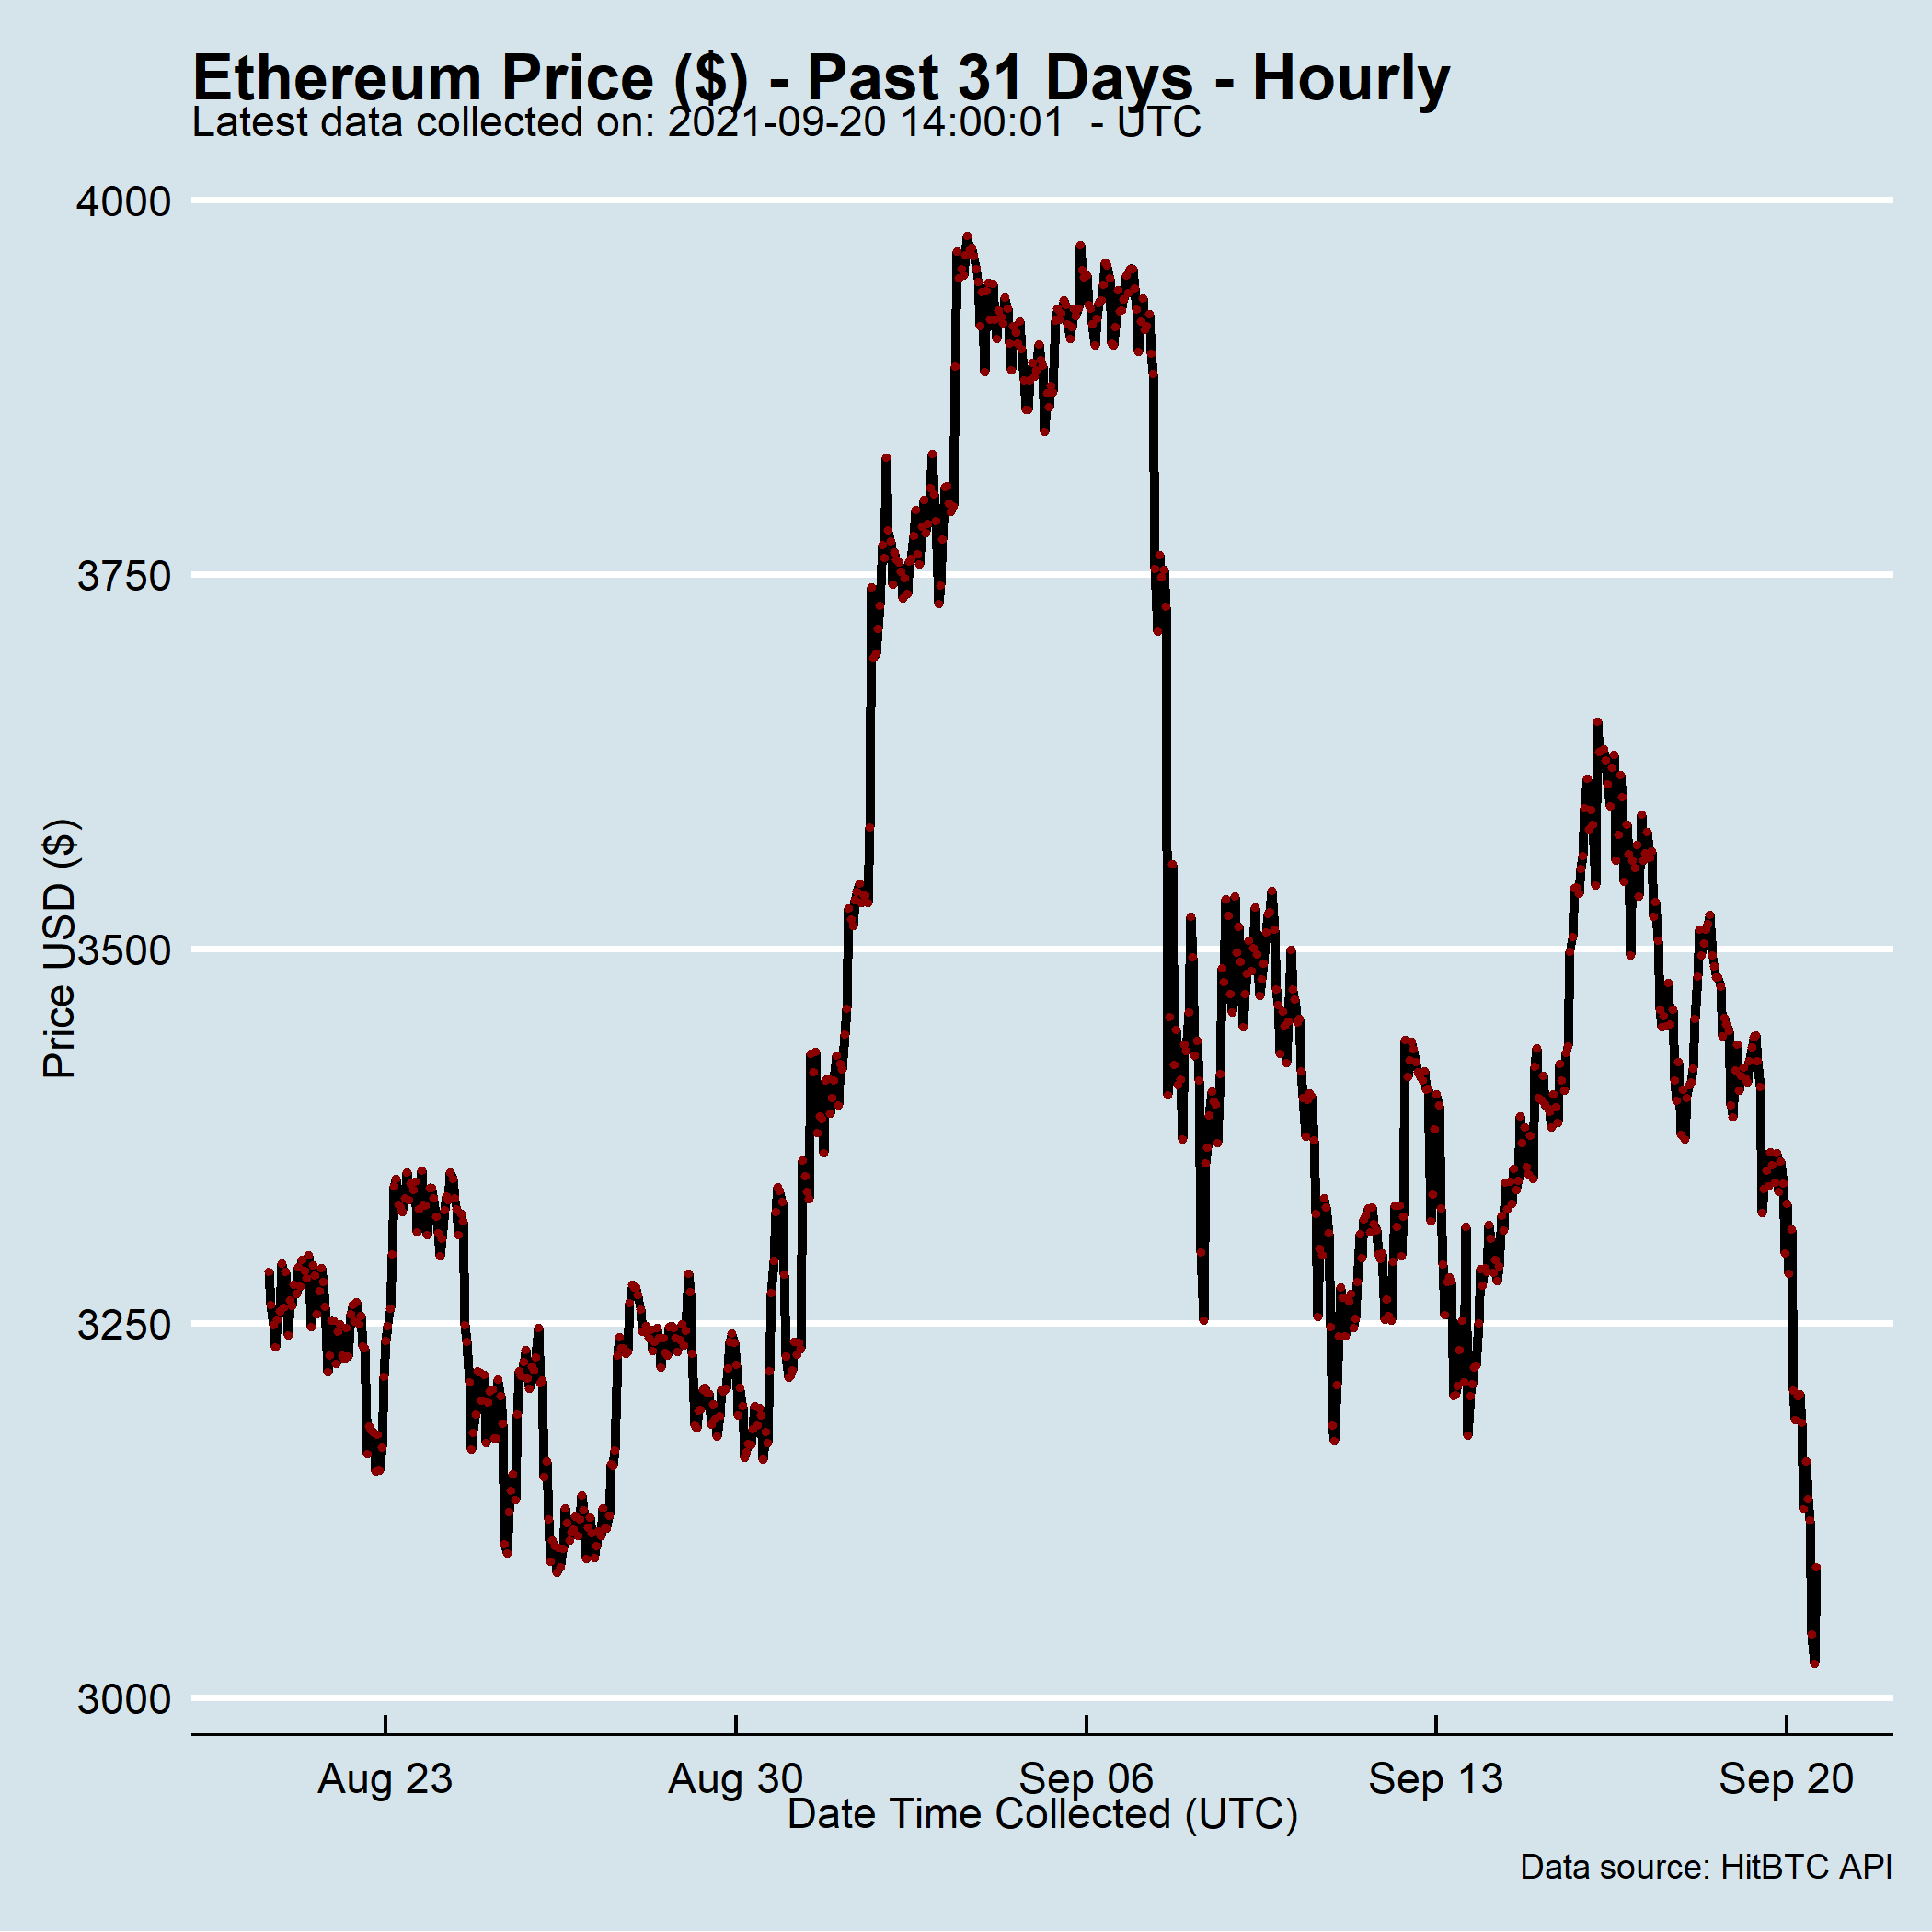 Ethereum Price ($) - Past 31 Days - Hourly
Latest data collected on: 2021-09-20 14:00:01  - UTC
4000
3750
3500
3250
3000
Price USD ($)
Aug 23
Aug 30
Sep 06
Sep 13
Sep 20
Date Time Collected (UTC)
Data source: HitBTC API